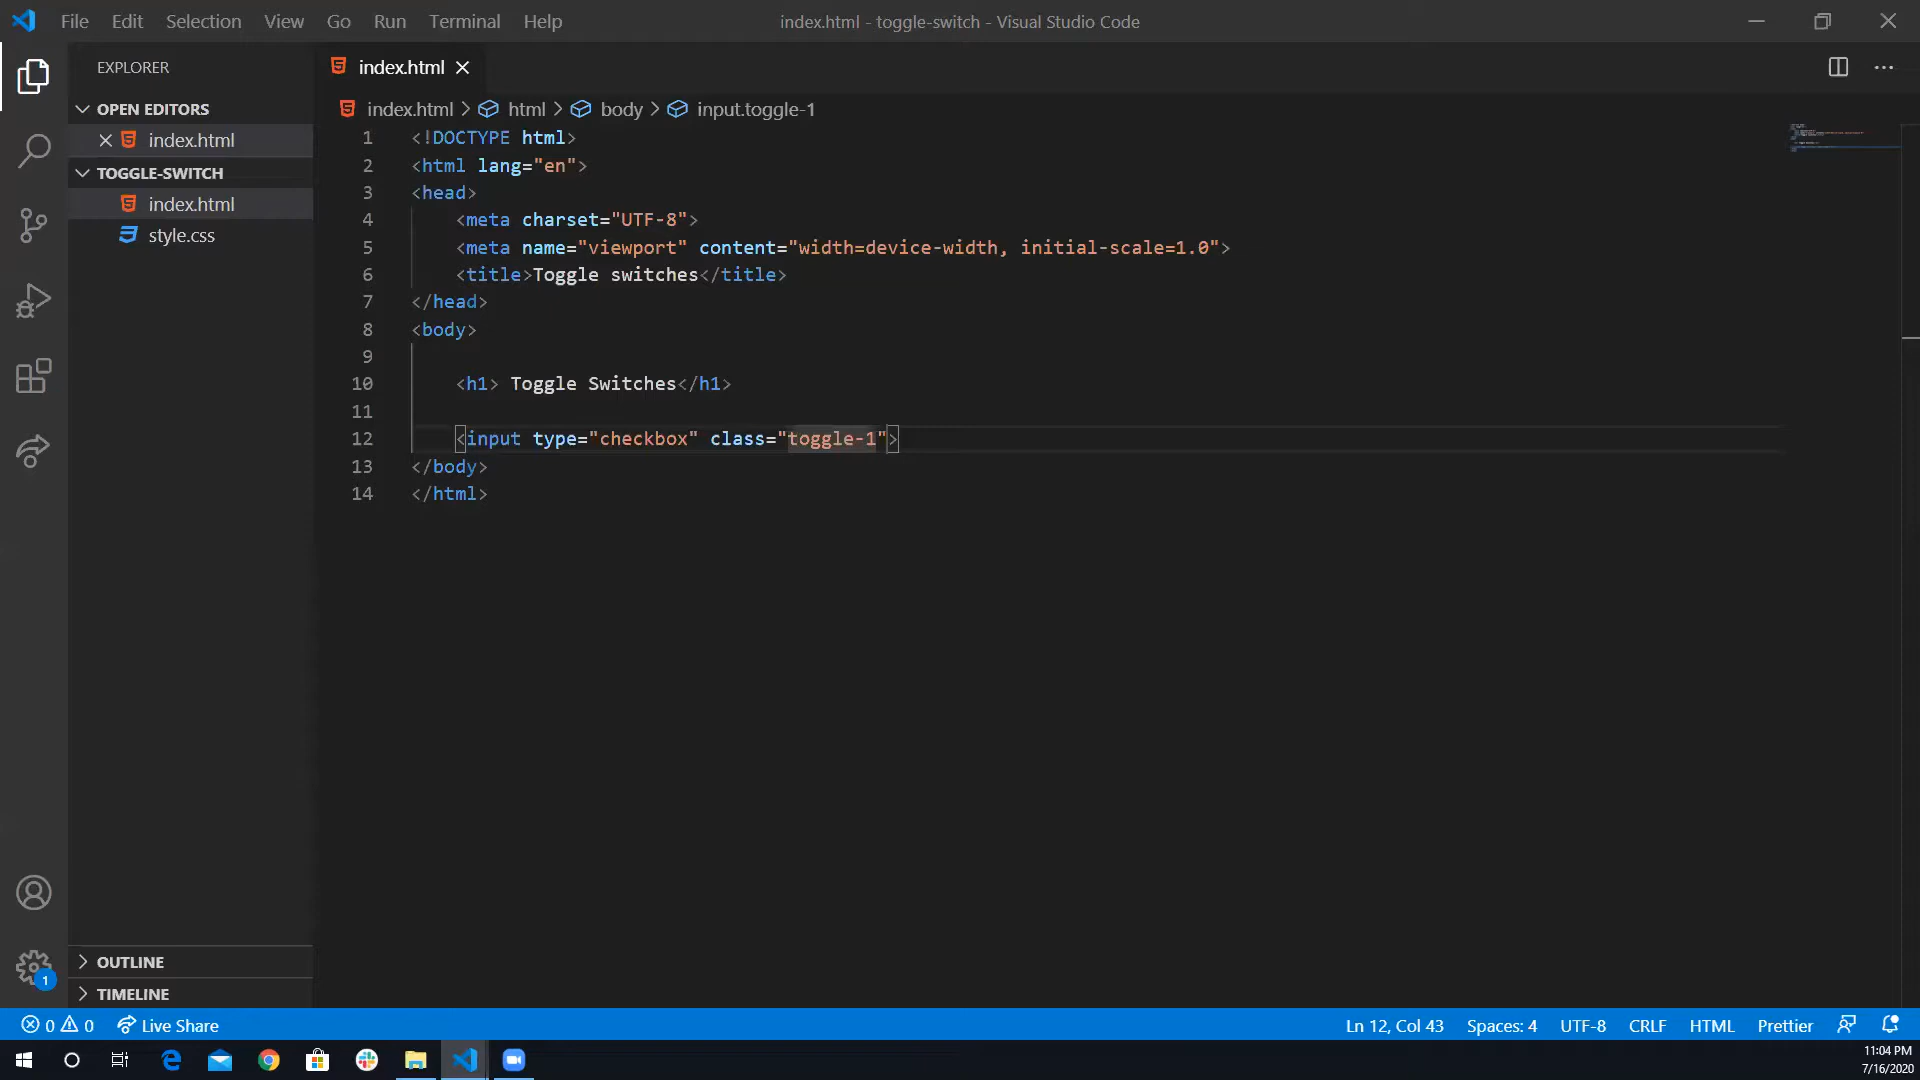 File Edit Selection View Go Run Terminal Help
index.html - toggle-switch - Visual Studio Code
EXPLORER
OPEN EDITORS
index.html
TOGGLE-SWITCH
index.html
style.css
OUTLINE
TIMELINE
index.html
index.html > html > body > input.toggle-1
1 <!DOCTYPE html>
2 <html lang="en">
3 <head>
4 <meta charset="UTF-8">
5 <meta name="viewport" content="width=device-width, initial-scale=1.0">
6 <title>Toggle switches</title>
7 </head>
8 <body>
9
10 <h1> Toggle Switches</h1>
11
12 <input type="checkbox" class="toggle-1">
13 </body>
14 </html>
1
0 0 Live Share
Ln 12, Col 43 Spaces: 4 UTF-8 CRLF HTML Prettier
11:04 PM
7/16/2020